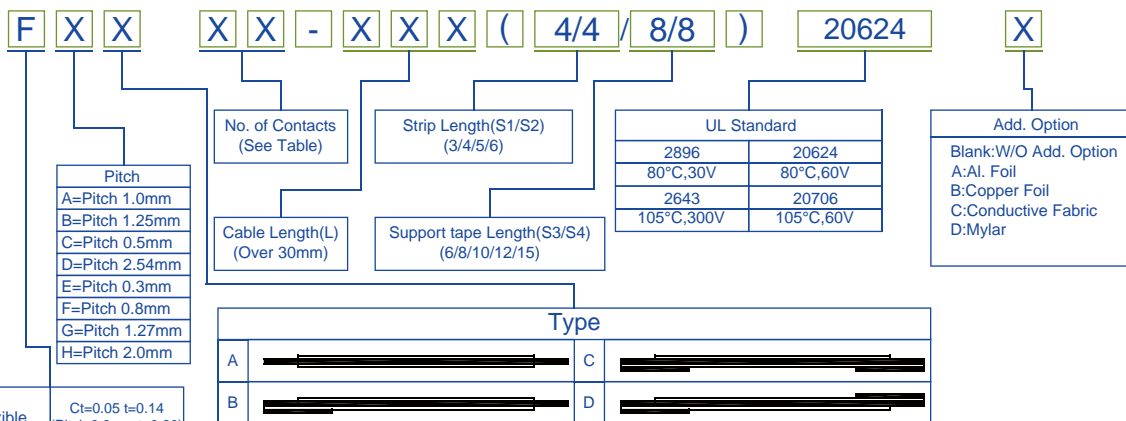 F X X X X - X X X ( 4/4 / 8/8 ) 20624 X
No. of Contacts
(See Table)
Strip Length(S1/S2)
(3/4/5/6)
UL Standard
2896 20624
80°C,30V 80°C,60V
2643 20706
105°C,300V 105°C,60V
Add. Option
Blank:W/O Add. Option
A:Al. Foil
B:Copper Foil
C:Conductive Fabric
D:Mylar
Pitch
A=Pitch 1.0mm
B=Pitch 1.25mm
C=Pitch 0.5mm
D=Pitch 2.54mm
E=Pitch 0.3mm
F=Pitch 0.8mm
G=Pitch 1.27mm
H=Pitch 2.0mm
Cable Length(L)
(Over 30mm)
Support tape Length(S3/S4)
(6/8/10/12/15)
Type
A C
B D
Ct=0.05 t=0.14